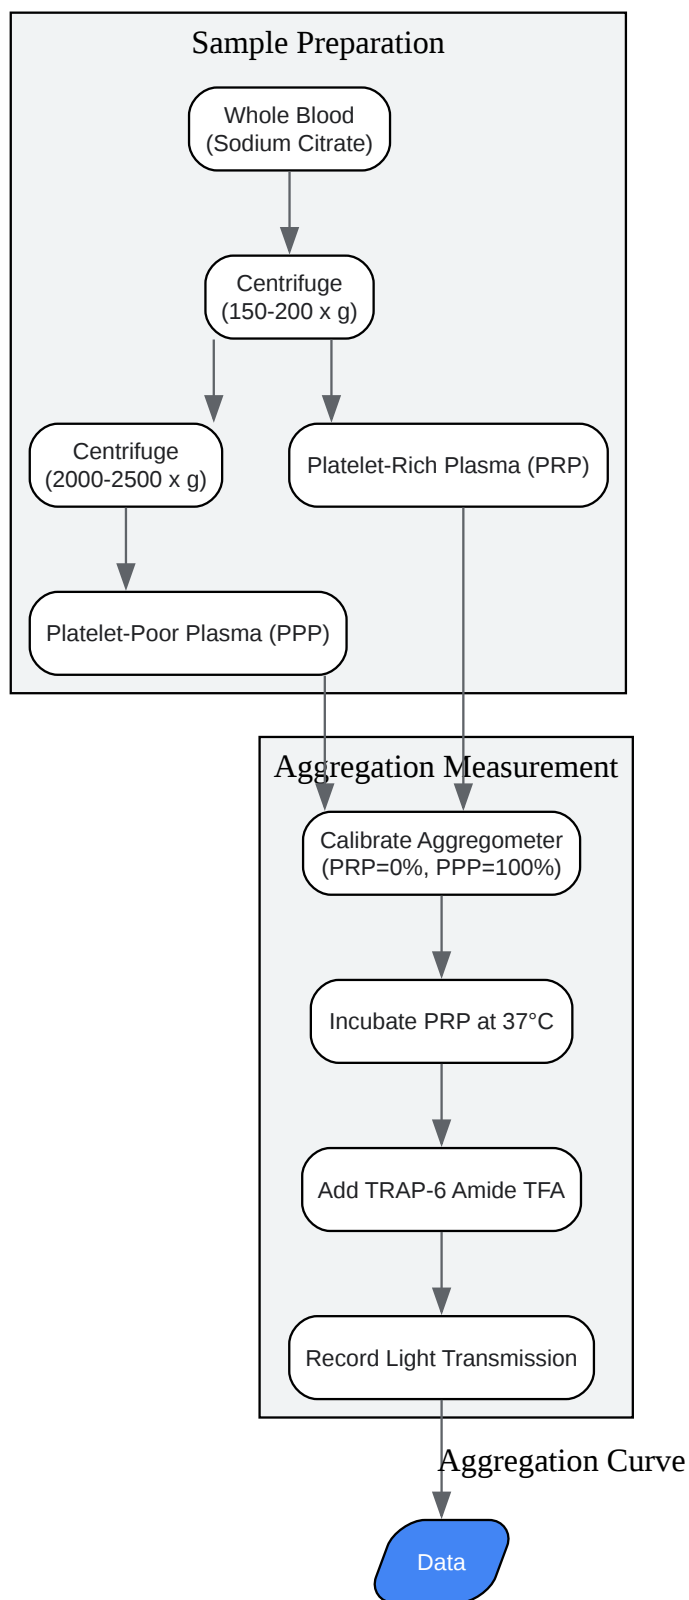 Sample Preparation
Whole Blood
(Sodium Citrate)
Centrifuge
(150-200 x g)
Centrifuge
(2000-2500 x g)
Platelet-Rich Plasma (PRP)
Platelet-Poor Plasma (PPP)
Aggregation Measurement
Calibrate Aggregometer
(PRP=0%, PPP=100%)
Incubate PRP at 37°C
Add TRAP-6 Amide TFA
Record Light Transmission
Aggregation Curve
Data